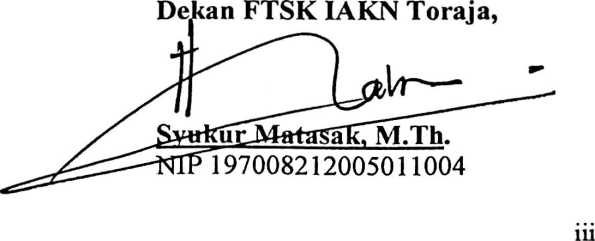 Dekan FTSK IAKN Toraja,
Syukur Matasak, M.Th.
NIP 197008212005011004
iii